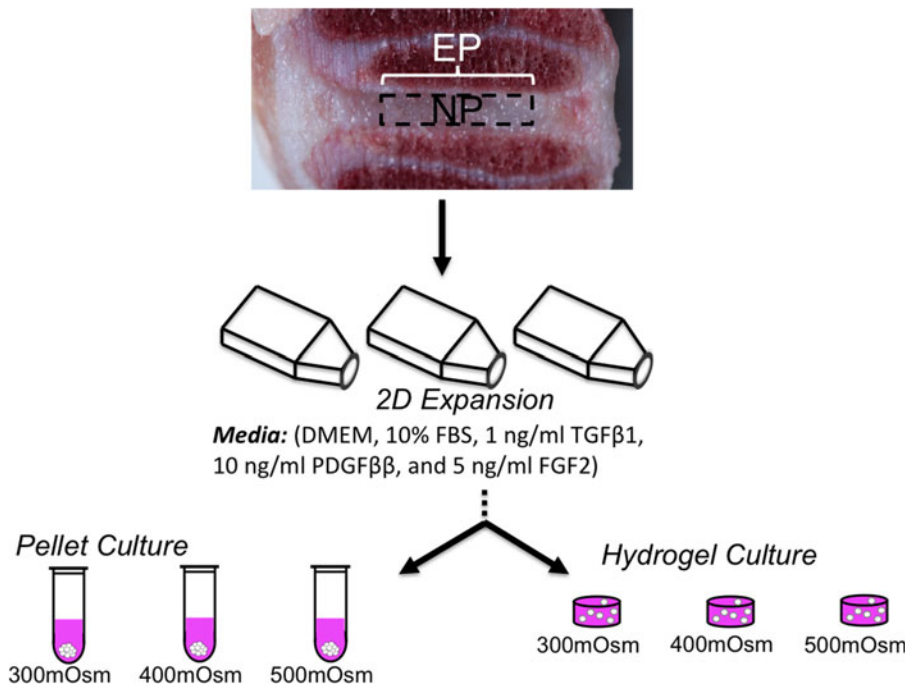 EP
NP
2D Expansion
Media: (DMEM, 10% FBS, 1 ng/ml TGFβ1,
10 ng/ml PDGFββ, and 5 ng/ml FGF2)
Pellet Culture
300mOsm
400mOsm
500mOsm
Hydrogel Culture
300mOsm
400mOsm
500mOsm